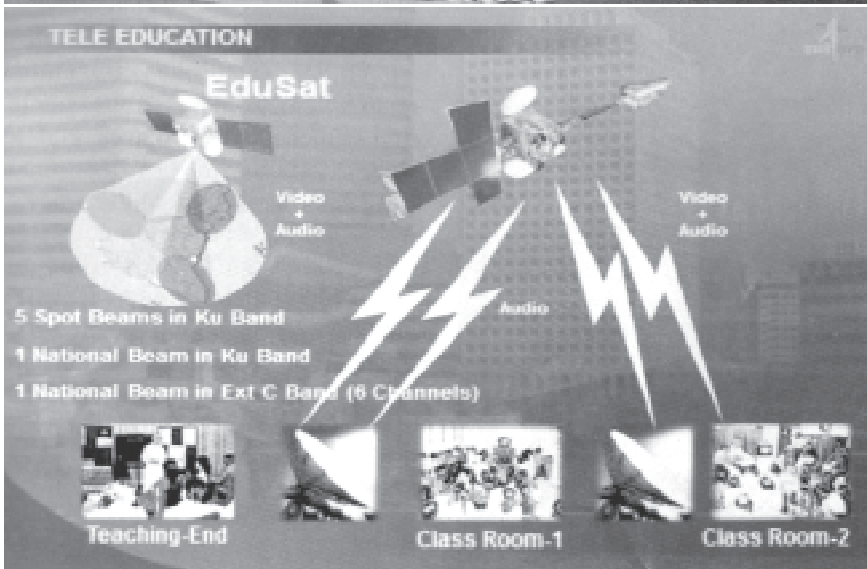 TELE EDUCATION
EduSat
Video
+
Audio
Video
+
Audio
Audio
5 Spot Beams in Ku Band
1 National Beam in Ku Band
1 National Beam in Ext C Band (6 Channels)
Teaching-End
Class Room-1
Class Room-2